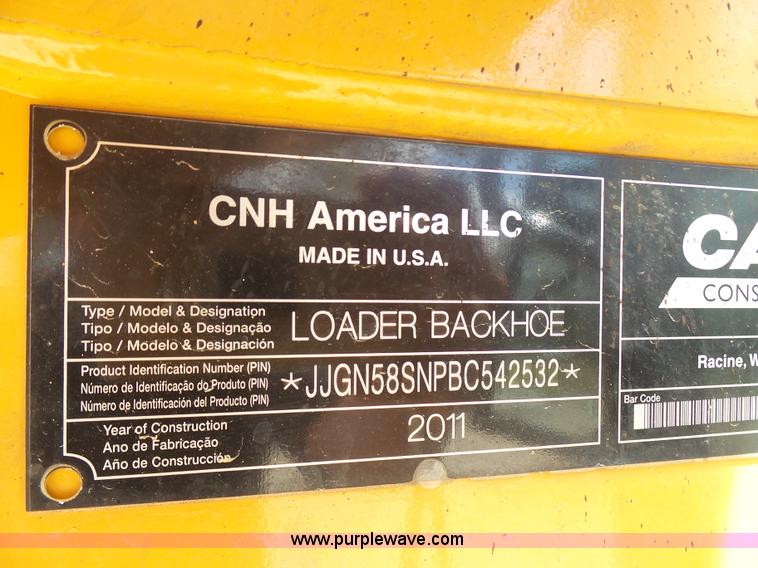 CNH America LLC
MADE IN U.S.A.
Type / Model & Designation
Tipo / Modelo & Designação
Tipo / Modelo & Designación
LOADER BACKHOE
Product Identification Number (PIN)
Número de Identificação do Produto (PIN)
Número de Identificación del Producto (PIN)
*JJGN58SNPBC542532*
Year of Construction
Ano de Fabricação
Año de Construcción
2011
CA
CONS
Racine, W
Bar Code
www.purplewave.com